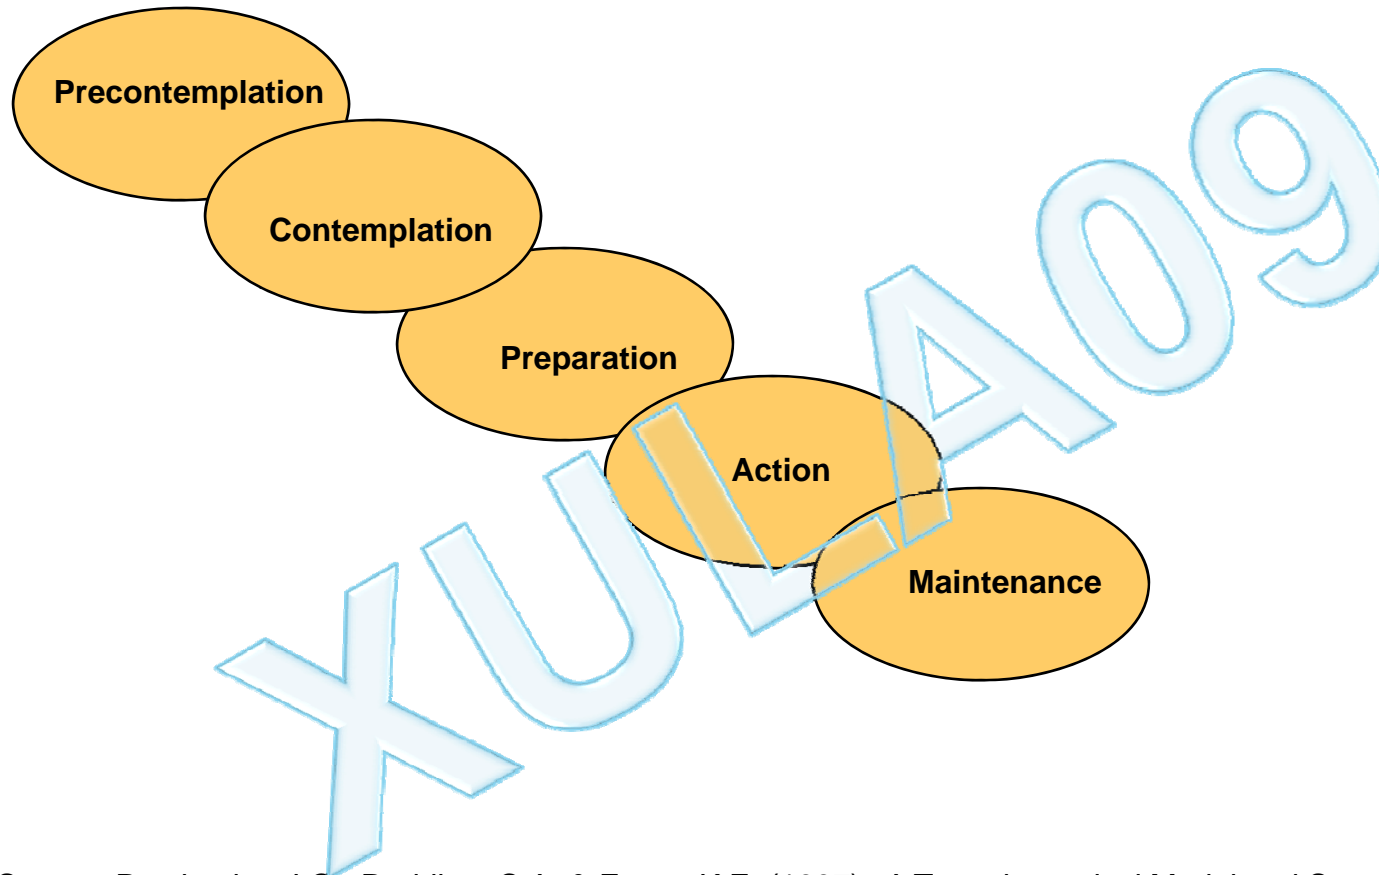 Precontemplation
Contemplation
Preparation
Action
Maintenance
XULA09